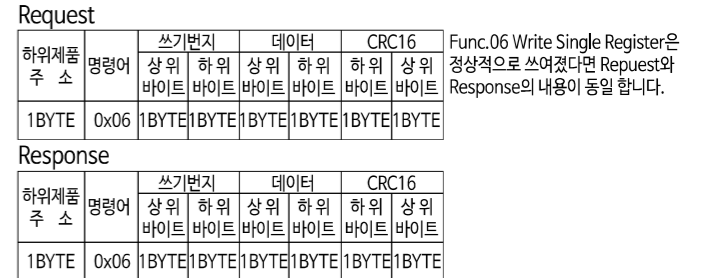 Request
하위제품 주 소 명령어 쓰기번지 데이터 CRC16
상 위 바이트 하 위 바이트 상 위 바이트 하 위 바이트 하 위 바이트 상 위 바이트
1BYTE 0x06 1BYTE 1BYTE 1BYTE 1BYTE 1BYTE 1BYTE
Func.06 Write Single Register은
정상적으로 쓰여졌다면 Repuest와
Response의 내용이 동일 합니다.
Response
하위제품 주 소 명령어 쓰기번지 데이터 CRC16
상 위 바이트 하 위 바이트 상 위 바이트 하 위 바이트 하 위 바이트 상 위 바이트
1BYTE 0x06 1BYTE 1BYTE 1BYTE 1BYTE 1BYTE 1BYTE